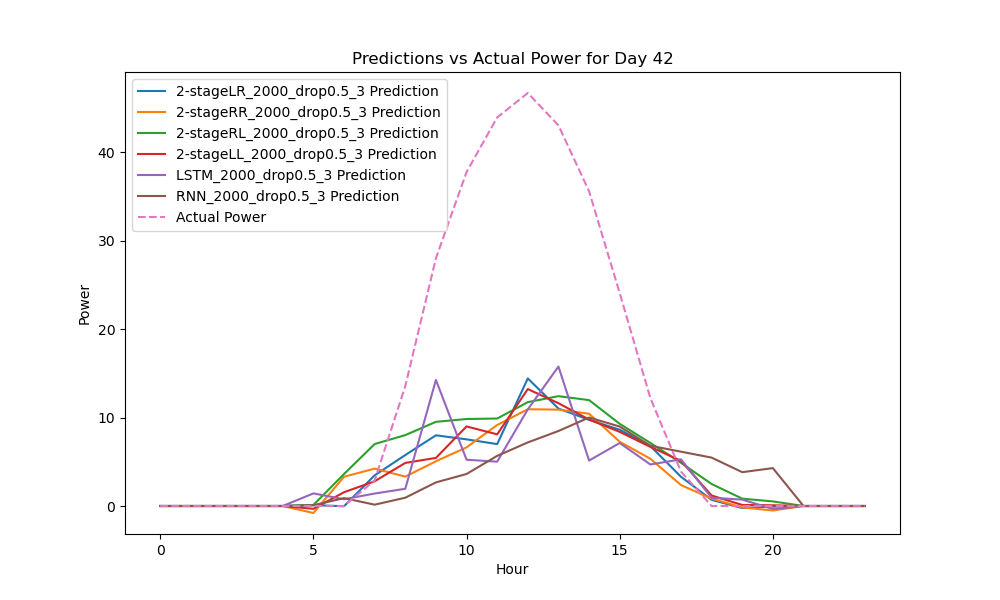 Predictions vs Actual Power for Day 42
2-stageLR_2000_drop0.5_3 Prediction
2-stageRR_2000_drop0.5_3 Prediction
2-stageRL_2000_drop0.5_3 Prediction
2-stageLL_2000_drop0.5_3 Prediction
LSTM_2000_drop0.5_3 Prediction
RNN_2000_drop0.5_3 Prediction
Actual Power
Power
40
30
20
10
0
0 5 10 15 20
Hour